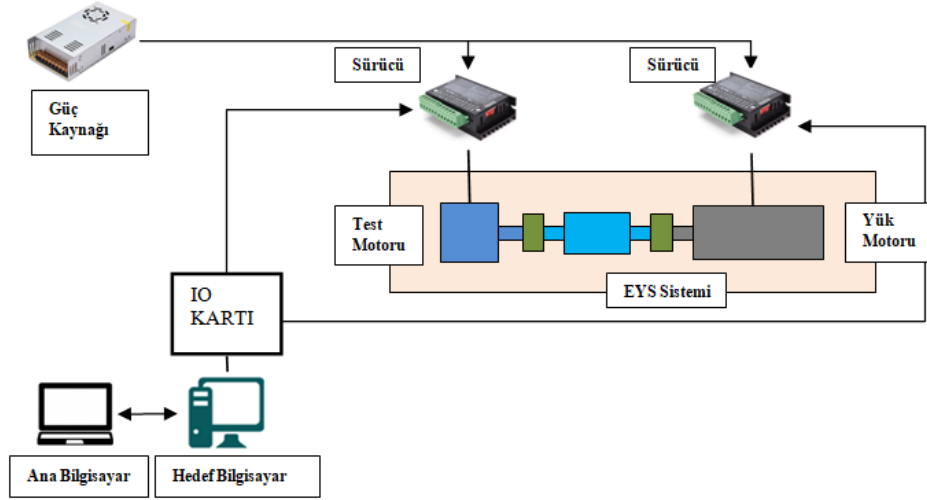 Güç
Kaynağı
Sürücü
Sürücü
Test
Motoru
Yük
Motoru
EYS Sistemi
IO
KARTI
Ana Bilgisayar
Hedef Bilgisayar